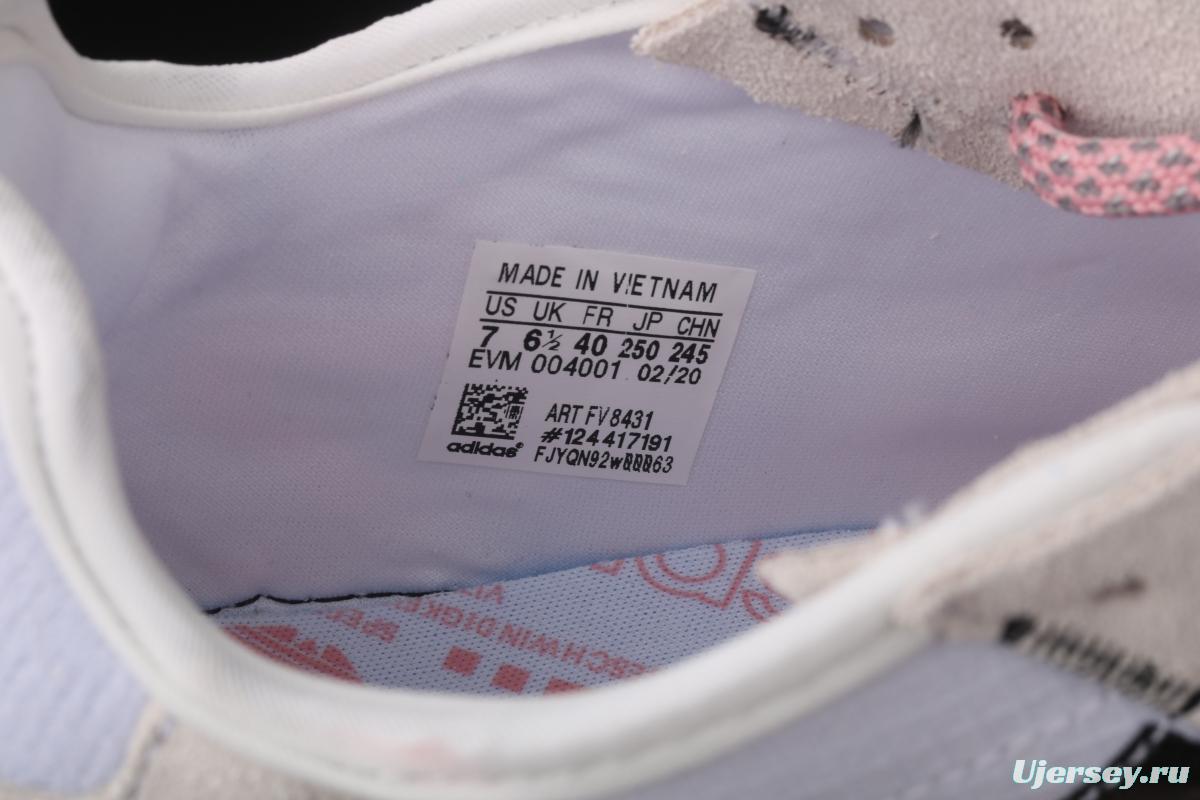 MADE IN VIETNAM
US UK FR JP CHN
7 6½ 40 250 245
EVM 004001 02/20
ART FV8431
#124417191
adidas®
Ujersey.ru